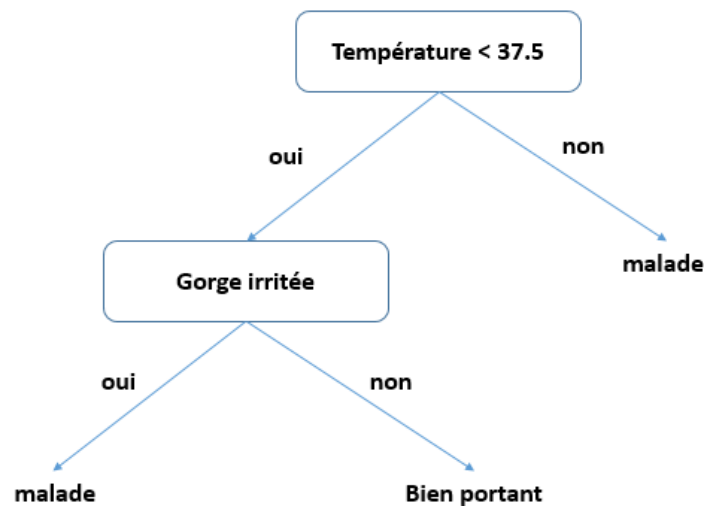 Température < 37.5
oui
non
malade
Gorge irritée
oui
non
malade
Bien portant